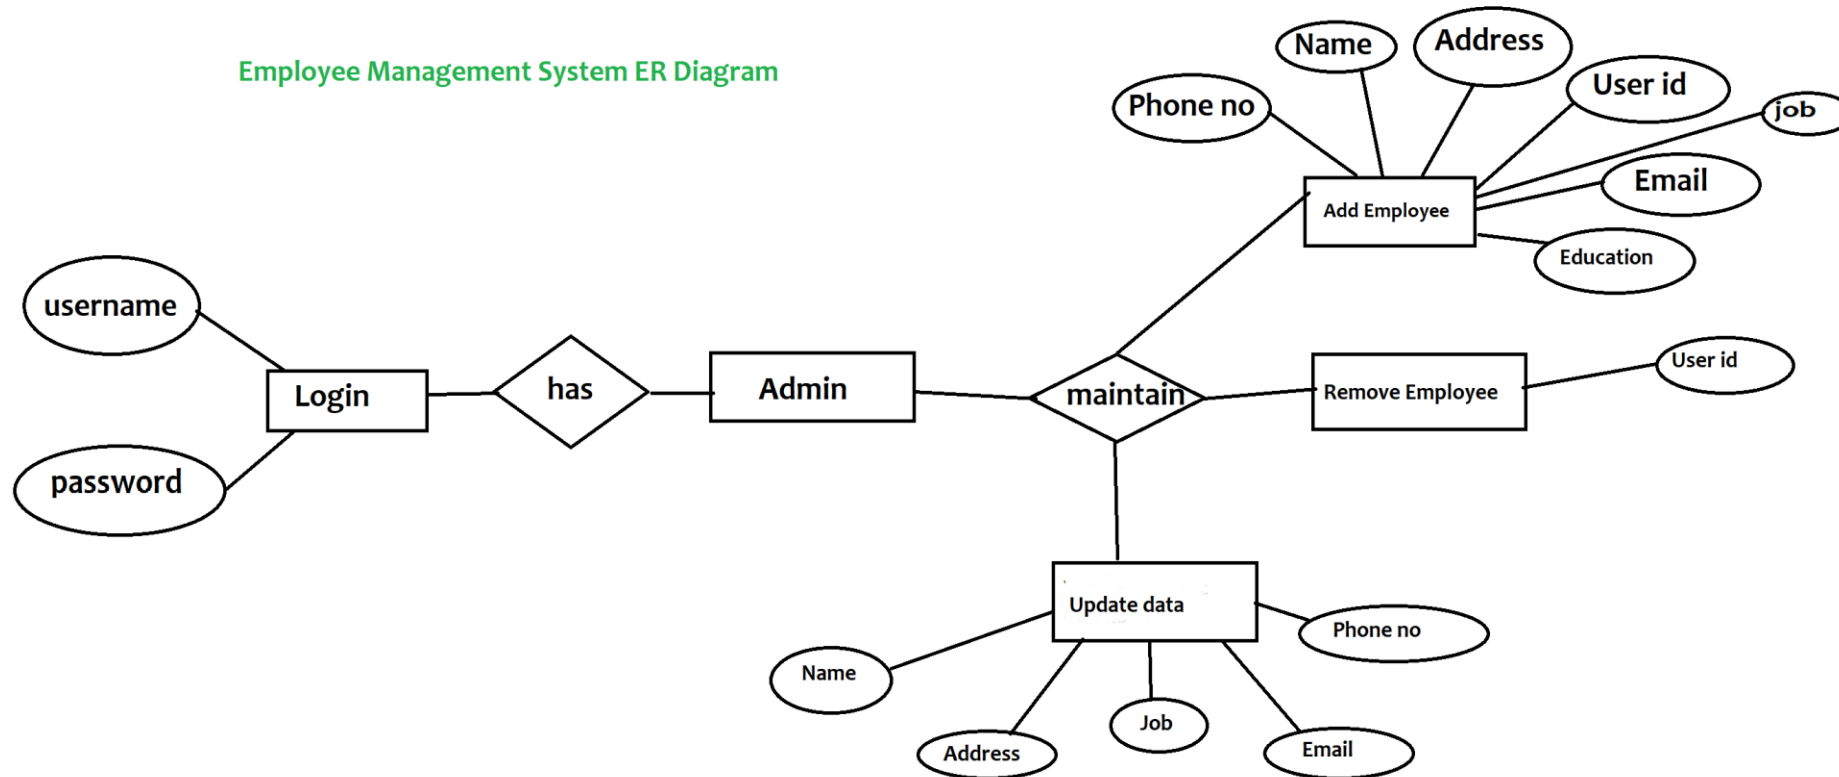 Employee Management System ER Diagram
Name
Address
User id
Phone no
job
Email
Add Employee
Education
username
Login
has
Admin
maintain
Remove Employee
User id
password
Update data
Phone no
Name
Job
Address
Email